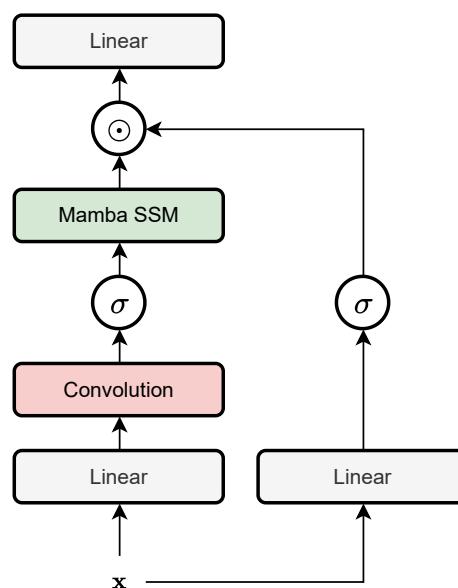 Linear
⊙
Mamba SSM
σ σ
Convolution
Linear Linear
x